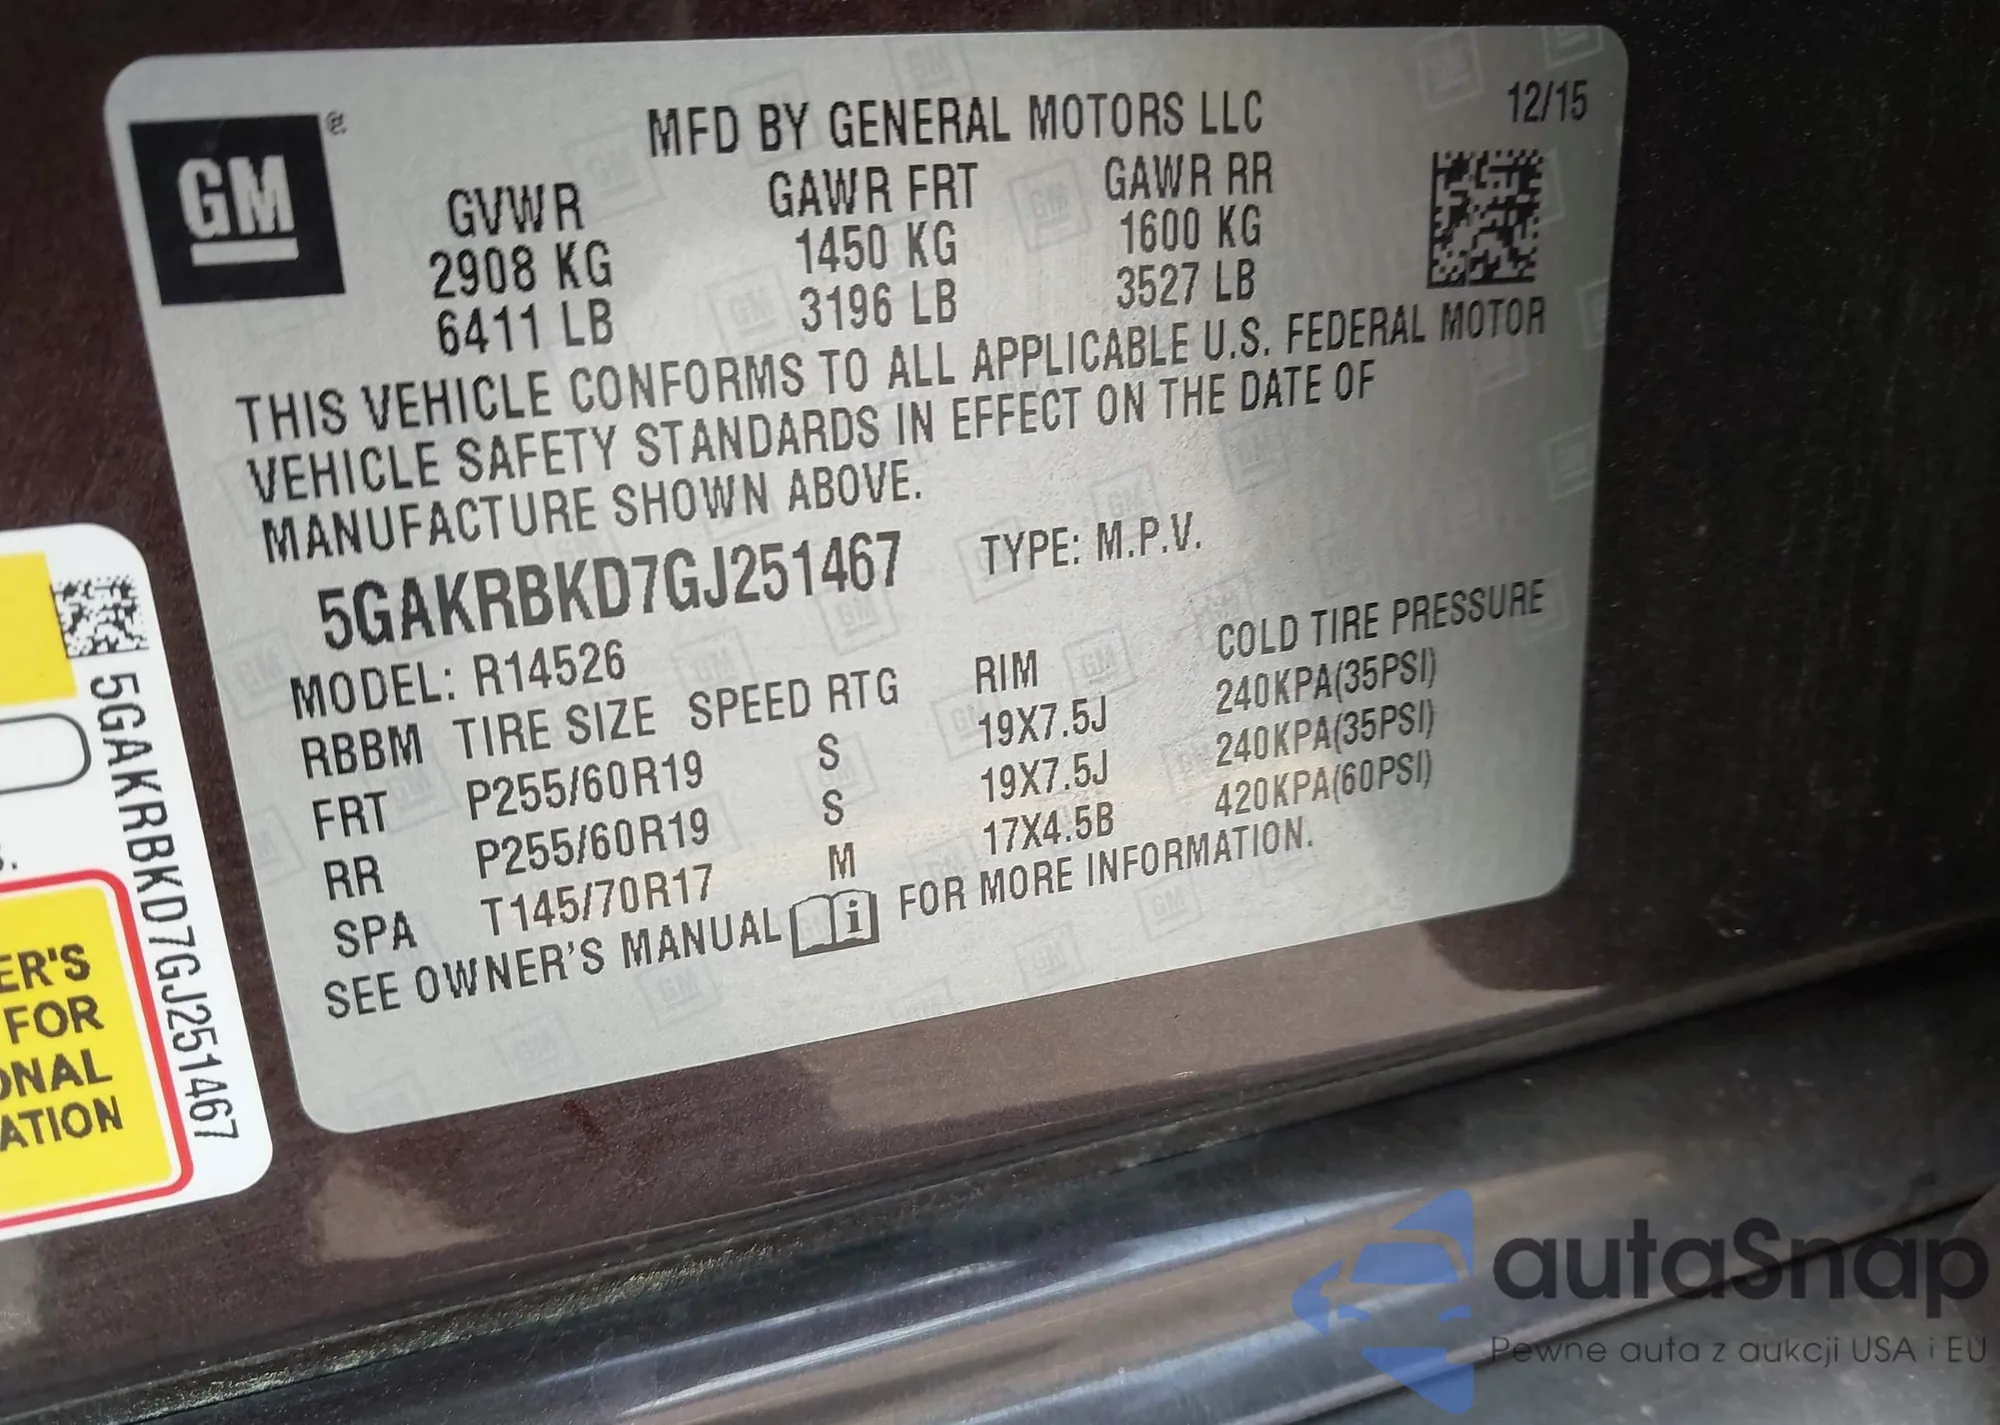 GM
®
MFD BY GENERAL MOTORS LLC
12/15
GVWR GAWR FRT GAWR RR
2908 KG 1450 KG 1600 KG
6411 LB 3196 LB 3527 LB
THIS VEHICLE CONFORMS TO ALL APPLICABLE U.S. FEDERAL MOTOR
VEHICLE SAFETY STANDARDS IN EFFECT ON THE DATE OF
MANUFACTURE SHOWN ABOVE.
5GAKRBKD7GJ251467 TYPE: M.P.V.
MODEL: R14526
RBBM TIRE SIZE SPEED RTG RIM COLD TIRE PRESSURE
FRT P255/60R19 S 19X7.5J 240KPA(35PSI)
RR P255/60R19 S 19X7.5J 240KPA(35PSI)
SPA T145/70R17 M 17X4.5B 420KPA(60PSI)
SEE OWNER'S MANUAL i FOR MORE INFORMATION.
5GAKRBKD7GJ251467
ER'S
FOR
ONAL
ATION
autaSnap
Pewne auta z aukcji USA i EU